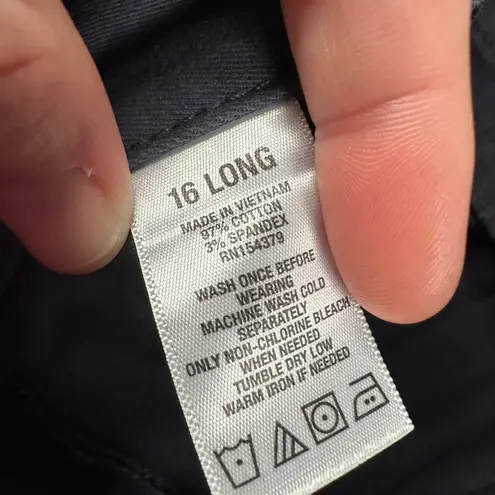 16 LONG
MADE IN VIETNAM
97% COTTON
3% SPANDEX
RN154379
WASH ONCE BEFORE
WEARING
MACHINE WASH COLD
SEPARATELY
ONLY NON-CHLORINE BLEACH
WHEN NEEDED
TUMBLE DRY LOW
WARM IRON IF NEEDED